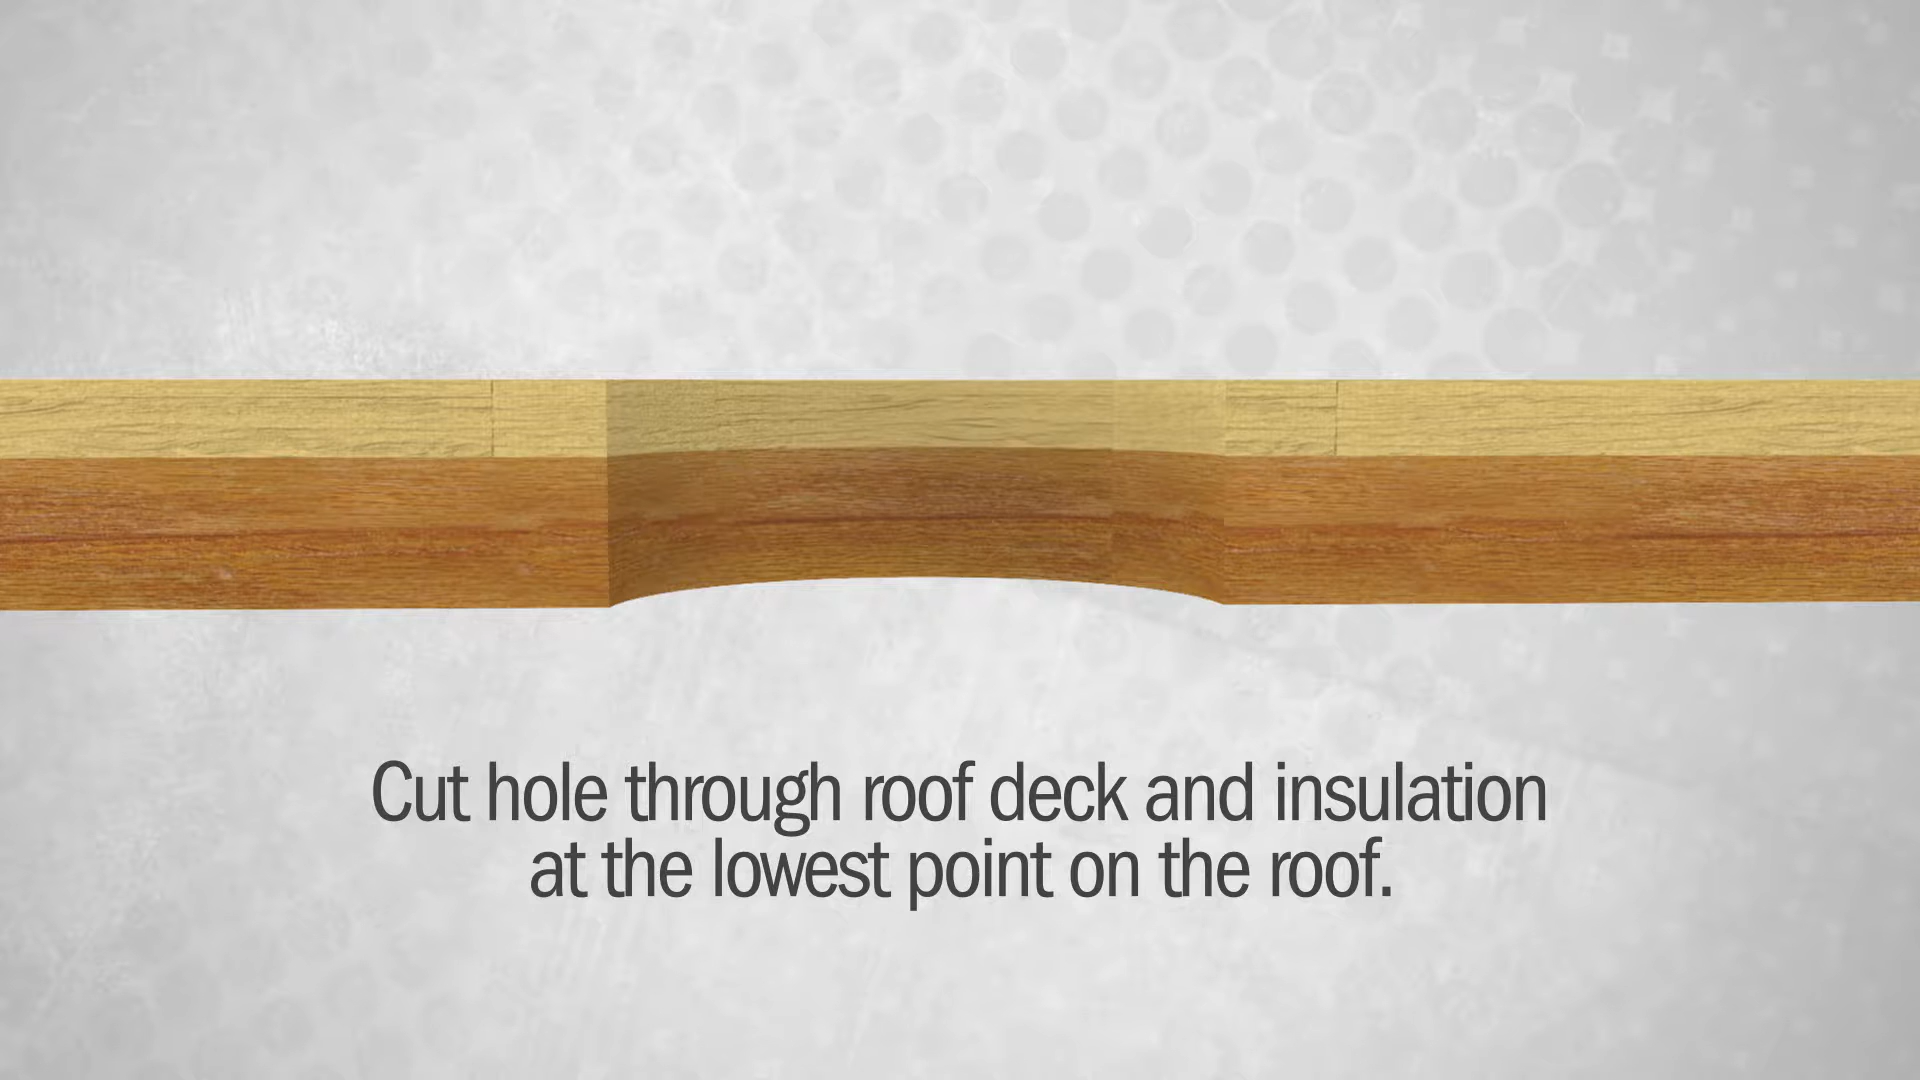 Cut hole through roof deck and insulation
at the lowest point on the roof.